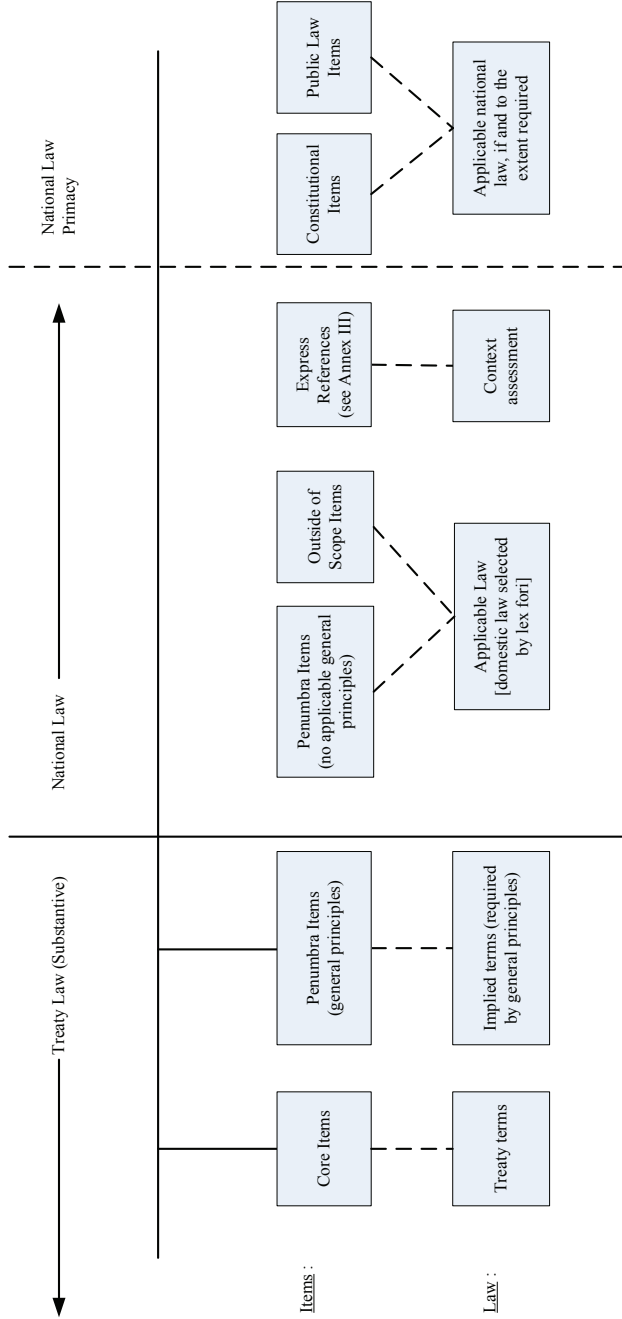 Treaty Law (Substantive)
National Law
National Law
Primacy
Items :
Core Items
Penumbra Items
(general principles)
Penumbra Items
(no applicable general
principles)
Outside of
Scope Items
Express
References
(see Annex III)
Constitutional
Items
Public Law
Items
Law :
Treaty terms
Implied terms (required
by general principles)
Applicable Law
[domestic law selected
by lex fori]
Context
assessment
Applicable national
law, if and to the
extent required